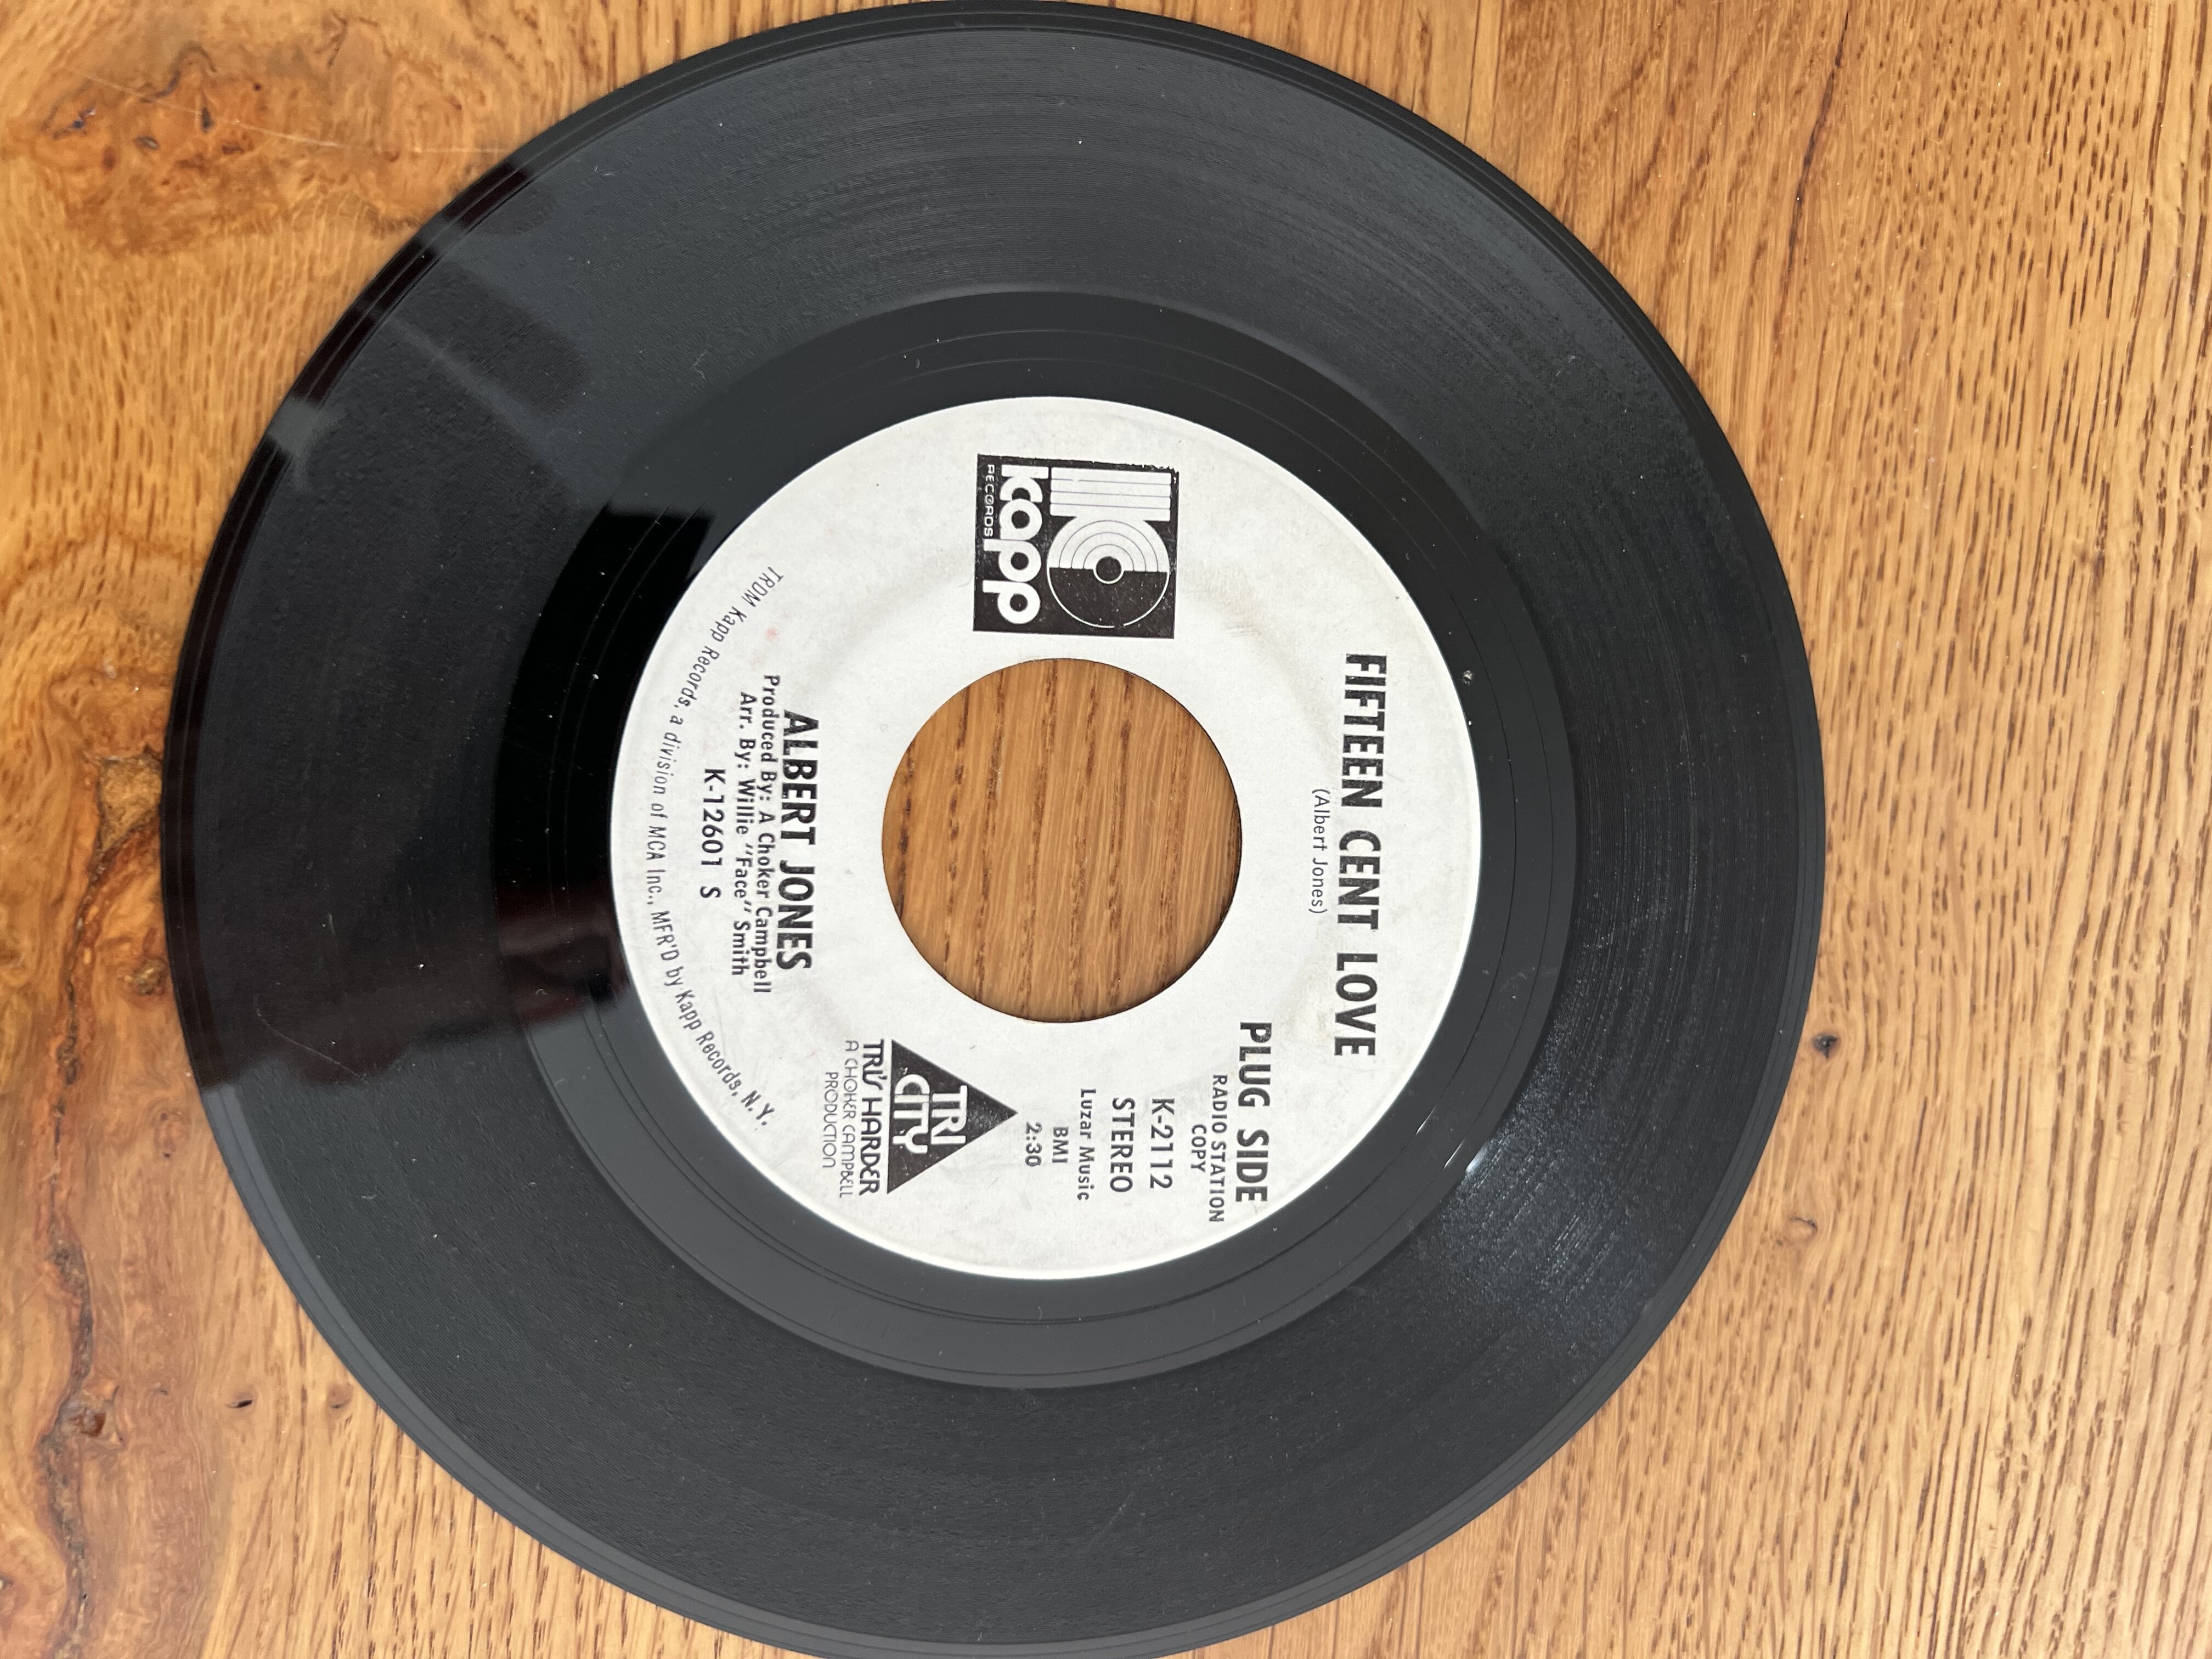 FIFTEEN CENT LOVE
(Albert Jones)
PLUG SIDE
RADIO STATION
COPY
K-2112
STEREO
Luzar Music
BMI
2:30
kapp
RECORDS
TRI
CITY
TRI'S HARDER
A CHOKER CAMPBELL
PRODUCTION
ALBERT JONES
Produced By: A Choker Campbell
Arr. By: Willie "Face" Smith
K-12601 S
TRDM Kapp Records, a division of MCA Inc., MFR'D by Kapp Records, N.Y.